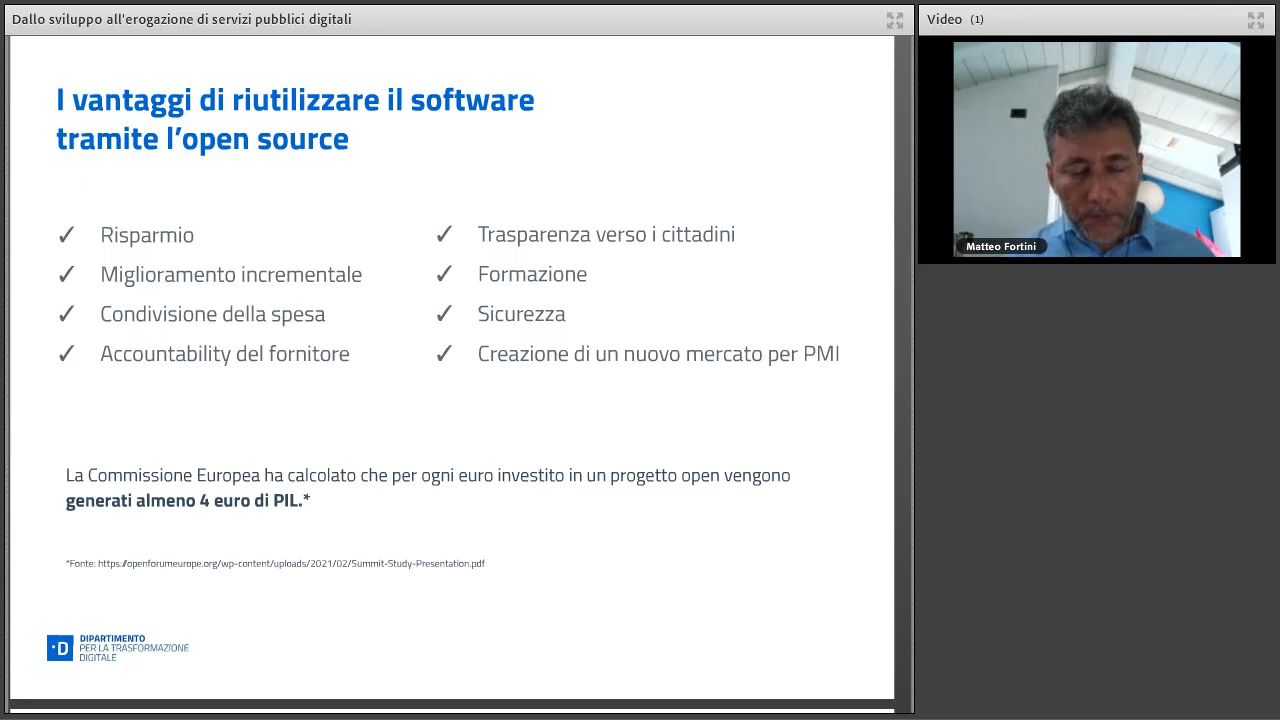 Dallo sviluppo all'erogazione di servizi pubblici digitali
Video (1)
I vantaggi di riutilizzare il software
tramite l'open source
✓ Risparmio
✓ Miglioramento incrementale
✓ Condivisione della spesa
✓ Accountability del fornitore
✓ Trasparenza verso i cittadini
✓ Formazione
✓ Sicurezza
✓ Creazione di un nuovo mercato per PMI
La Commissione Europea ha calcolato che per ogni euro investito in un progetto open vengono
generati almeno 4 euro di PIL.*
*Fonte: https://openforumeurope.org/wp-content/uploads/2021/02/Summit-Study-Presentation.pdf
·D
DIPARTIMENTO
PER LA TRASFORMAZIONE
DIGITALE
Matteo Fortini